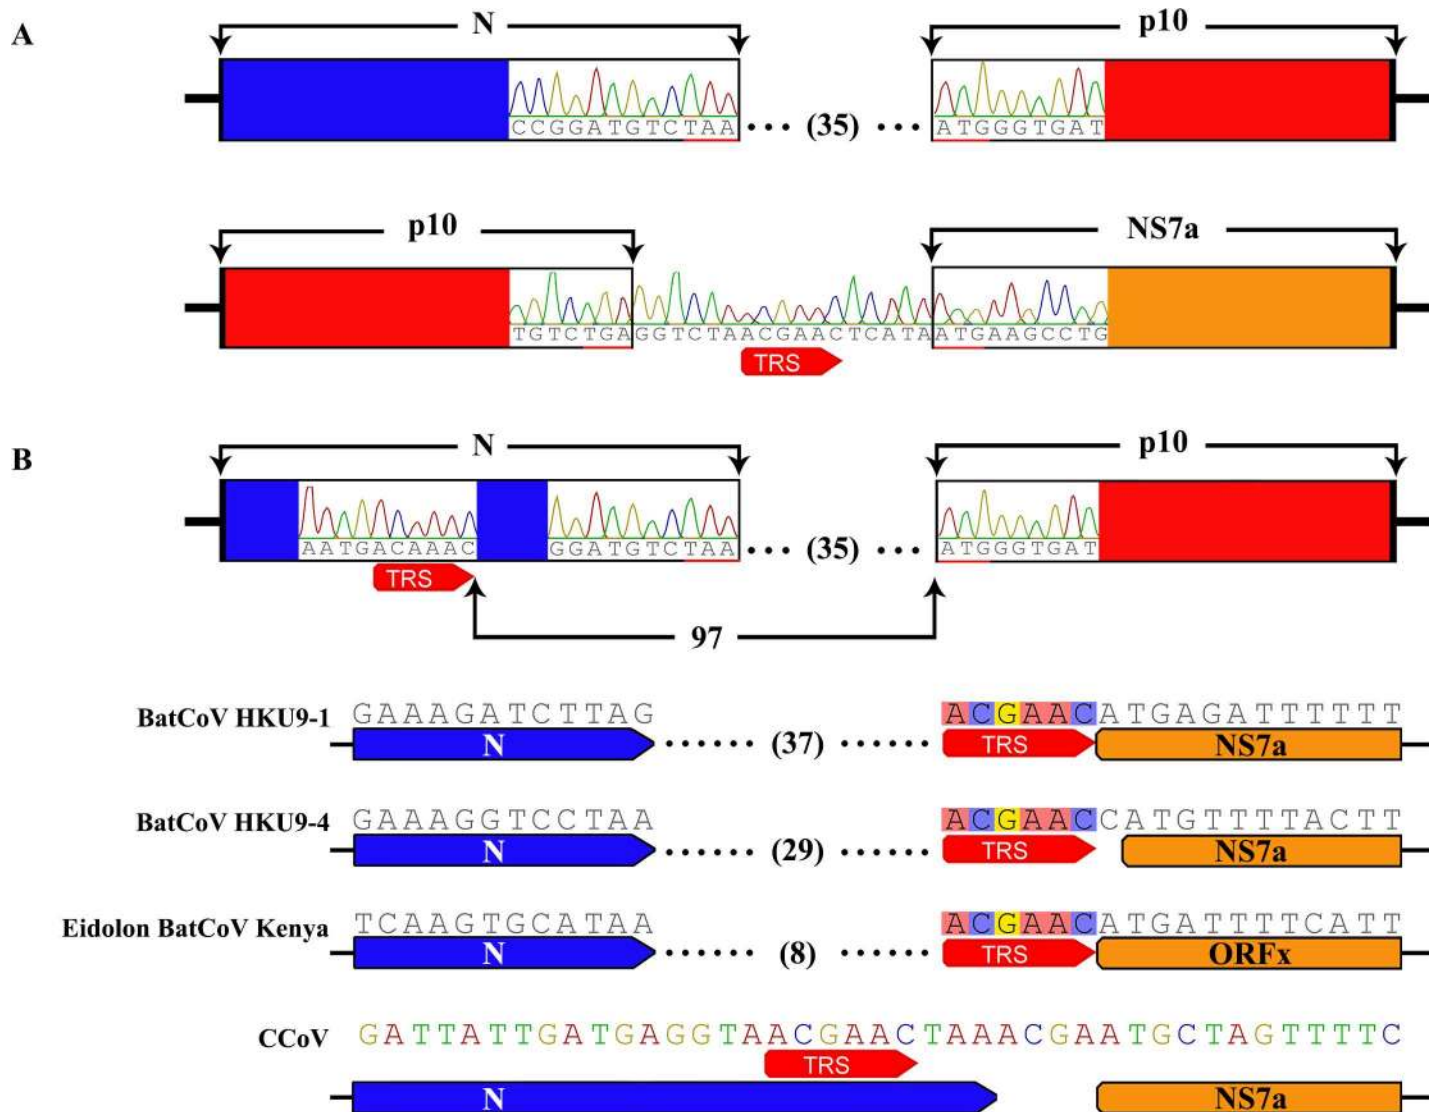 A
N
p10
CCGGATGTCTAA
(35)
ATGGGTGAT
p10
NS7a
TGTCTGAGGTCTAACGAACTCATAATGAAGCCTG
TRS
B
N
p10
AATGACAAAC
GGATGTCTAA
(35)
ATGGGTGAT
TRS
97
BatCoV HKU9-1
GAAAGATCTTAG
ACGAACATGAGATTTTTT
N
(37)
TRS
NS7a
BatCoV HKU9-4
GAAAGGTCCTAA
ACGAACCATGTTTTACTT
N
(29)
TRS
NS7a
Eidolon BatCoV Kenya
TCAAGTGCATAA
ACGAACATGATTTTCATT
N
(8)
TRS
ORFx
CCoV
GATTATTGATGAGGTAACGAACTAAACGAATGCTAGTTTTC
TRS
N
NS7a